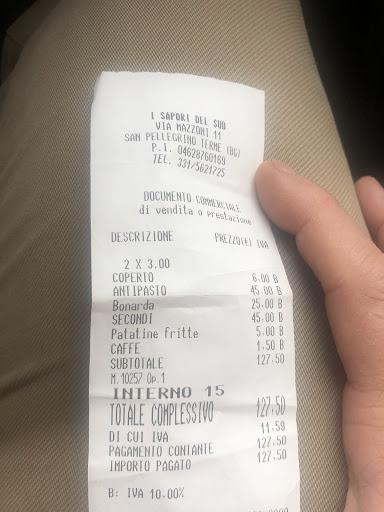 I SAPORI DEL SUD
VIA MAZZONI 11
SAN PELLEGRINO TERME (BG)
P.I. 04628760169
TEL. 331/5621725
DOCUMENTO COMMERCIALE
di vendita o prestazione
DESCRIZIONE PREZZO(€) IVA
2 X 3,00
COPERTO 6,00 B
ANTIPASTO 45,00 B
Bonarda 25,00 B
SECONDI 45,00 B
Patatine fritte 5,00 B
CAFFE 1,50 B
SUBTOTALE 127,50
M.10257 Op.1
INTERNO 15
TOTALE COMPLESSIVO 127,50
DI CUI IVA 11,59
PAGAMENTO CONTANTE 127,50
IMPORTO PAGATO 127,50
B: IVA 10,00%